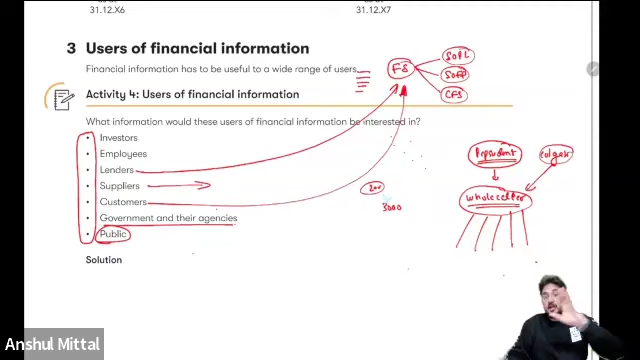 31.12.X6
31.12.X7
3 Users of financial information
Financial information has to be useful to a wide range of users.
FS
SOPL
SOFP
CFS
Activity 4: Users of financial information
What information would these users of financial information be interested in?
• Investors
• Employees
• Lenders
• Suppliers
• Customers
• Government and their agencies
• Public
3000
wholeseller
Solution
Anshul Mittal